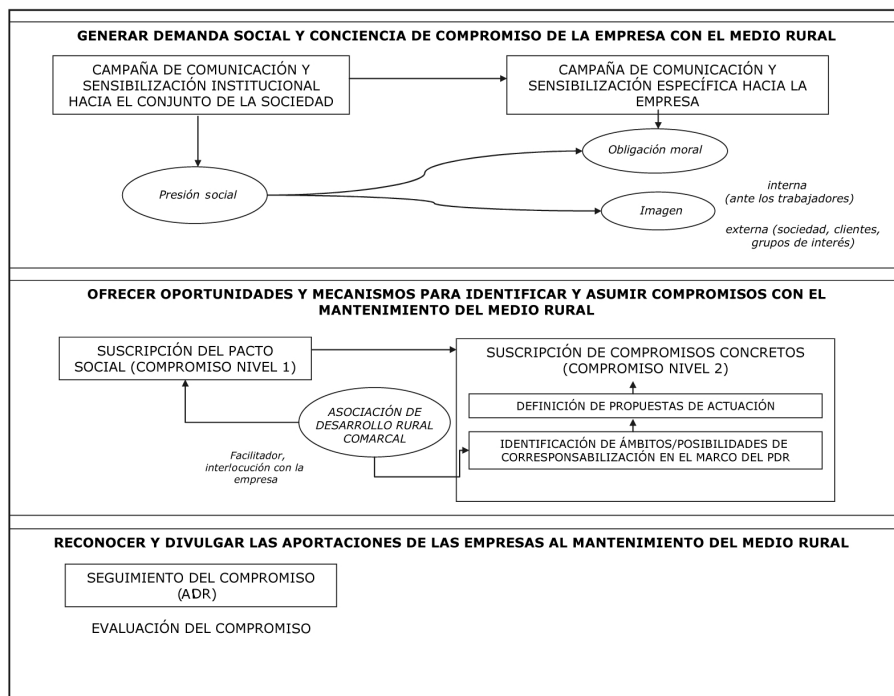 GENERAR DEMANDA SOCIAL Y CONCIENCIA DE COMPROMISO DE LA EMPRESA CON EL MEDIO RURAL
CAMPAÑA DE COMUNICACIÓN Y
SENSIBILIZACIÓN INSTITUCIONAL
HACIA EL CONJUNTO DE LA SOCIEDAD
CAMPAÑA DE COMUNICACIÓN Y
SENSIBILIZACIÓN ESPECÍFICA HACIA LA
EMPRESA
Obligación moral
Presión social
Imagen
interna
(ante los trabajadores)
externa (sociedad, clientes,
grupos de interés)
OFRECER OPORTUNIDADES Y MECANISMOS PARA IDENTIFICAR Y ASUMIR COMPROMISOS CON EL
MANTENIMIENTO DEL MEDIO RURAL
SUSCRIPCIÓN DEL PACTO
SOCIAL (COMPROMISO NIVEL 1)
SUSCRIPCIÓN DE COMPROMISOS CONCRETOS
(COMPROMISO NIVEL 2)
DEFINICIÓN DE PROPUESTAS DE ACTUACIÓN
ASOCIACIÓN DE
DESARROLLO RURAL
COMARCAL
Facilitador,
interlocución con la
empresa
IDENTIFICACIÓN DE ÁMBITOS/POSIBILIDADES DE
CORRESPONSABILIZACIÓN EN EL MARCO DEL PDR
RECONOCER Y DIVULGAR LAS APORTACIONES DE LAS EMPRESAS AL MANTENIMIENTO DEL MEDIO RURAL
SEGUIMIENTO DEL COMPROMISO
(ADR)
EVALUACIÓN DEL COMPROMISO